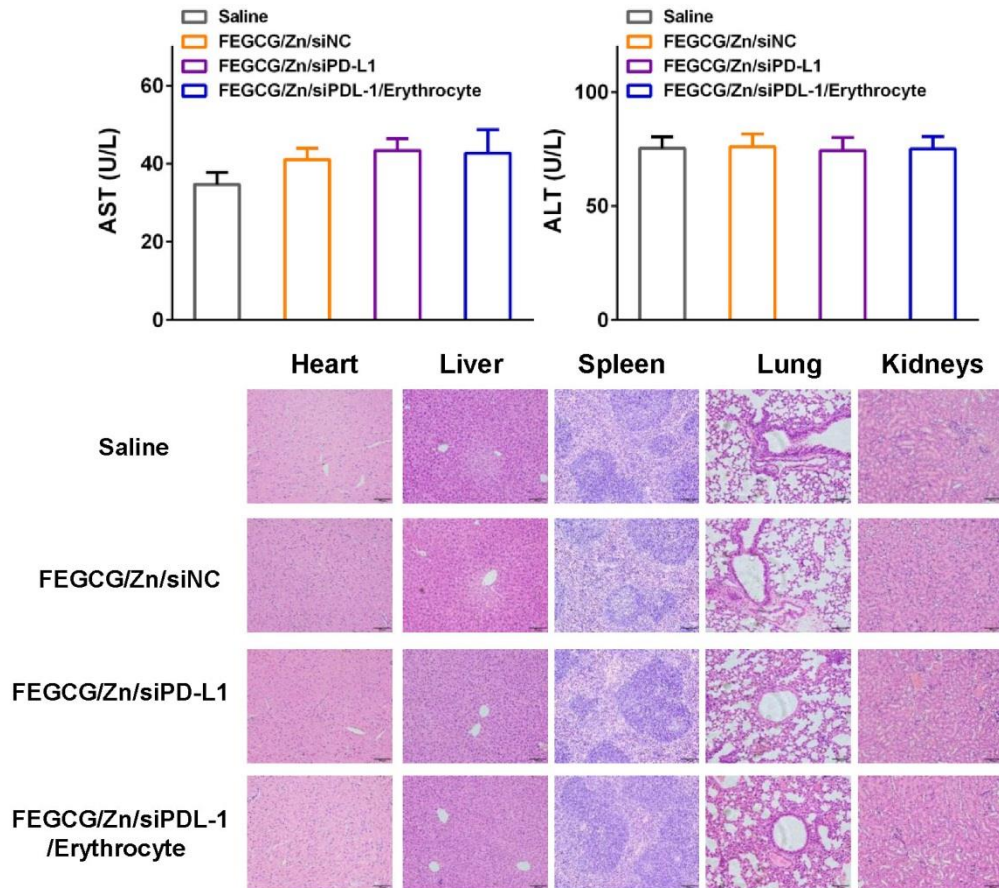 Saline
FEGCG/Zn/siNC
FEGCG/Zn/siPD-L1
FEGCG/Zn/siPDL-1/Erythrocyte
AST (U/L)
60
40
20
0
Saline
FEGCG/Zn/siNC
FEGCG/Zn/siPD-L1
FEGCG/Zn/siPDL-1/Erythrocyte
ALT (U/L)
100
50
0
Heart Liver Spleen Lung Kidneys
Saline
FEGCG/Zn/siNC
FEGCG/Zn/siPD-L1
FEGCG/Zn/siPDL-1
/Erythrocyte